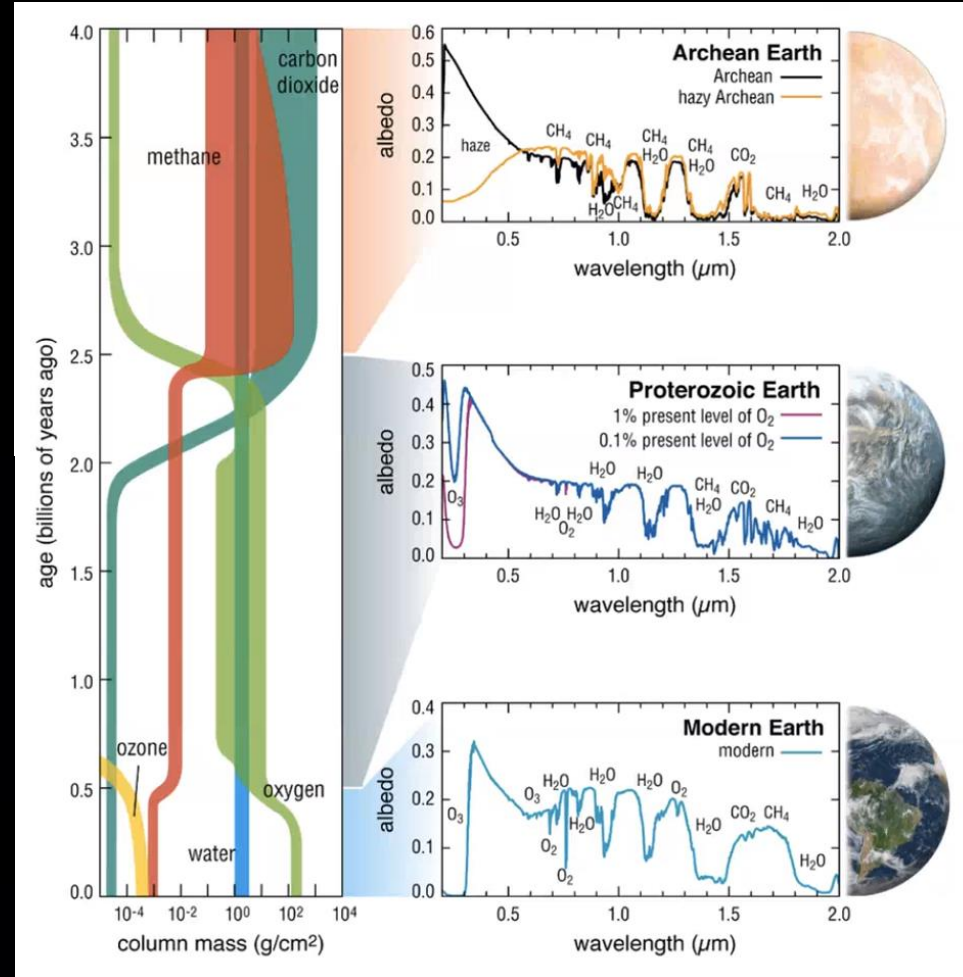 age (billions of years ago)
4.0
3.5
3.0
2.5
2.0
1.5
1.0
0.5
0.0
carbon
dioxide
methane
ozone
oxygen
water
10⁻⁴ 10⁻² 10⁰ 10² 10⁴
column mass (g/cm²)
albedo
0.6
0.5
0.4
0.3
0.2
0.1
0.0
Archean Earth
Archean
hazy Archean
haze
CH₄
CH₄
CH₄
H₂O
CH₄
H₂O
CO₂
CH₄
H₂O
H₂O
CH₄
0.5 1.0 1.5 2.0
wavelength (µm)
albedo
0.5
0.4
0.3
0.2
0.1
0.0
Proterozoic Earth
1% present level of O₂
0.1% present level of O₂
O₃
H₂O
H₂O
H₂O
O₂
H₂O
CH₄
H₂O
CO₂
CH₄
H₂O
0.5 1.0 1.5 2.0
wavelength (µm)
albedo
0.4
0.3
0.2
0.1
0.0
Modern Earth
modern
O₃
O₃
H₂O
H₂O
H₂O
O₂
H₂O
O₂
O₂
H₂O
CO₂
CH₄
H₂O
0.5 1.0 1.5 2.0
wavelength (µm)